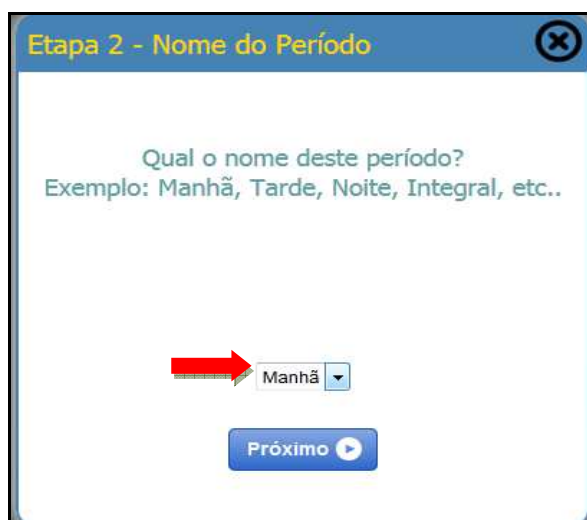 Etapa 2 - Nome do Período
Qual o nome deste período?
Exemplo: Manhã, Tarde, Noite, Integral, etc..
Manhã
Próximo